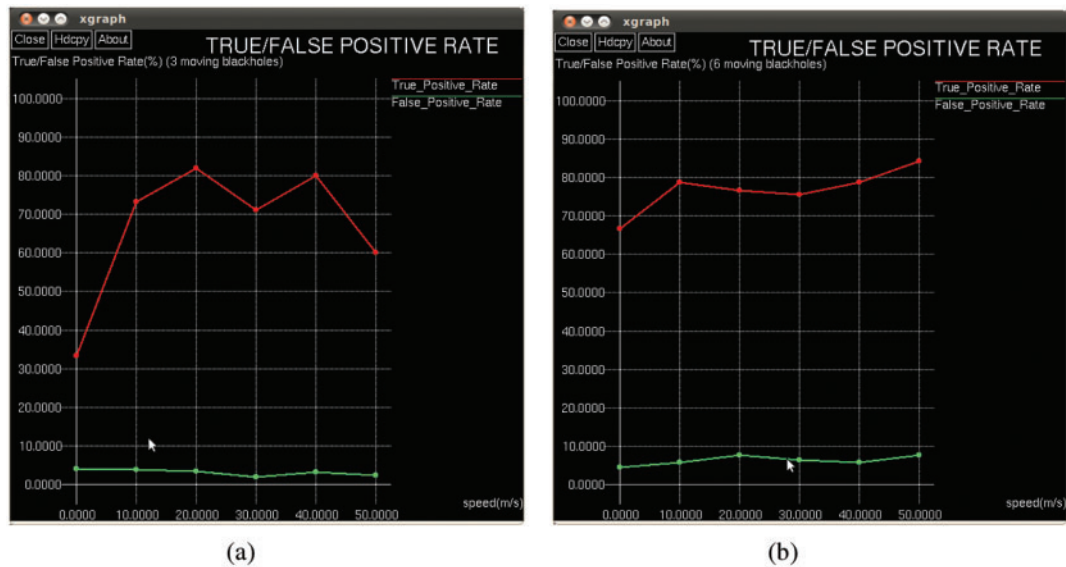 xgraph
Close Hdcpy About
TRUE/FALSE POSITIVE RATE
True/False Positive Rate(%) (3 moving blackholes)
True_Positive_Rate
False_Positive_Rate
100.0000
90.0000
80.0000
70.0000
60.0000
50.0000
40.0000
30.0000
20.0000
10.0000
0.0000
speed(m/s)
0.0000 10.0000 20.0000 30.0000 40.0000 50.0000
(a)
xgraph
Close Hdcpy About
TRUE/FALSE POSITIVE RATE
True/False Positive Rate(%) (6 moving blackholes)
True_Positive_Rate
False_Positive_Rate
100.0000
90.0000
80.0000
70.0000
60.0000
50.0000
40.0000
30.0000
20.0000
10.0000
0.0000
speed(m/s)
0.0000 10.0000 20.0000 30.0000 40.0000 50.0000
(b)